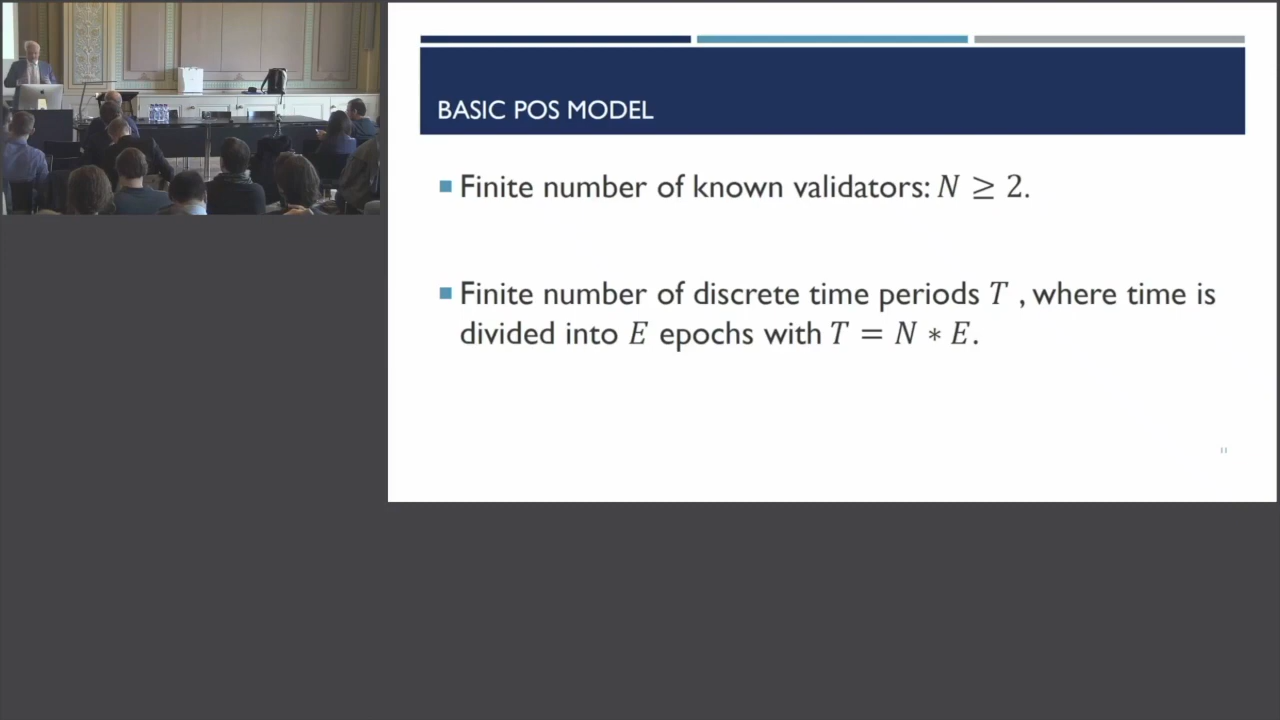 BASIC POS MODEL
Finite number of known validators: N ≥ 2.
Finite number of discrete time periods T , where time is
divided into E epochs with T = N ∗ E.
11